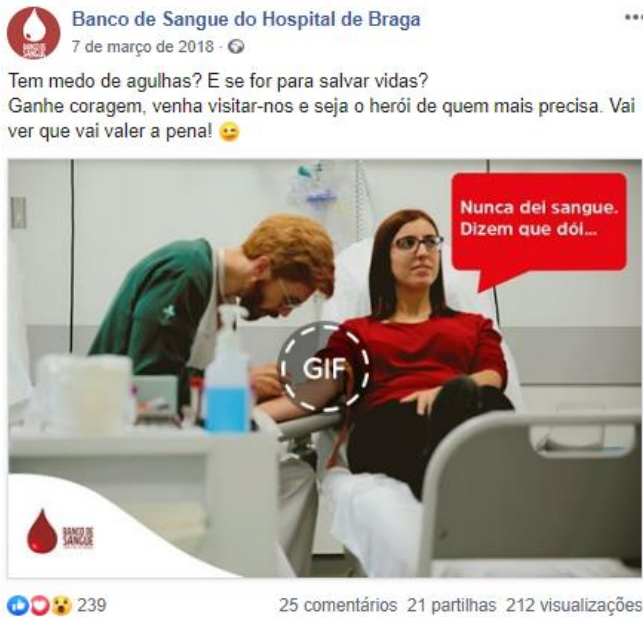 Banco de Sangue do Hospital de Braga
7 de março de 2018 ·
Tem medo de agulhas? E se for para salvar vidas?
Ganhe coragem, venha visitar-nos e seja o herói de quem mais precisa. Vai
ver que vai valer a pena! 😉
Nunca dei sangue.
Dizem que dói...
GIF
BANCO DE
SANGUE
239
25 comentários 21 partilhas 212 visualizações